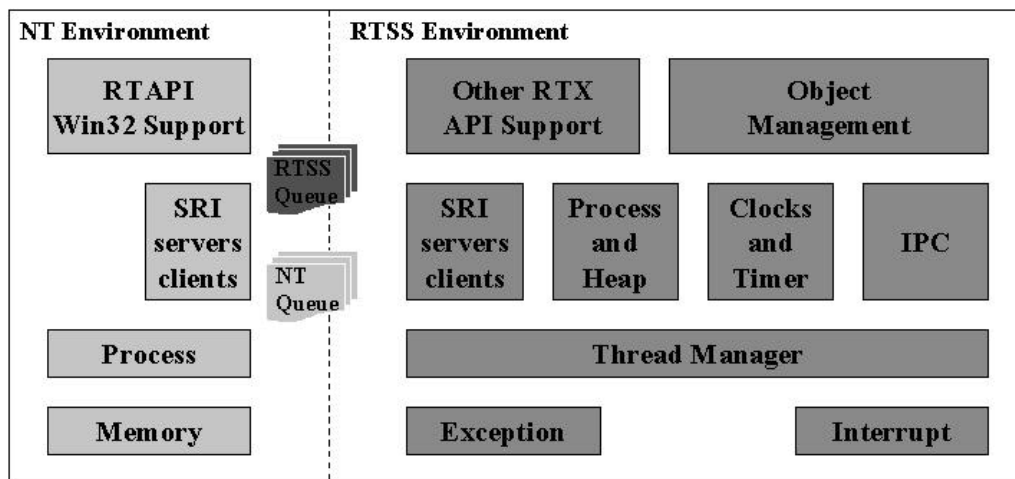 NT Environment
RTSS Environment
RTAPI
Win32 Support
Other RTX
API Support
Object
Management
RTSS
Queue
SRI
servers
clients
NT
Queue
SRI
servers
clients
Process
and
Heap
Clocks
and
Timer
IPC
Process
Thread Manager
Memory
Exception
Interrupt